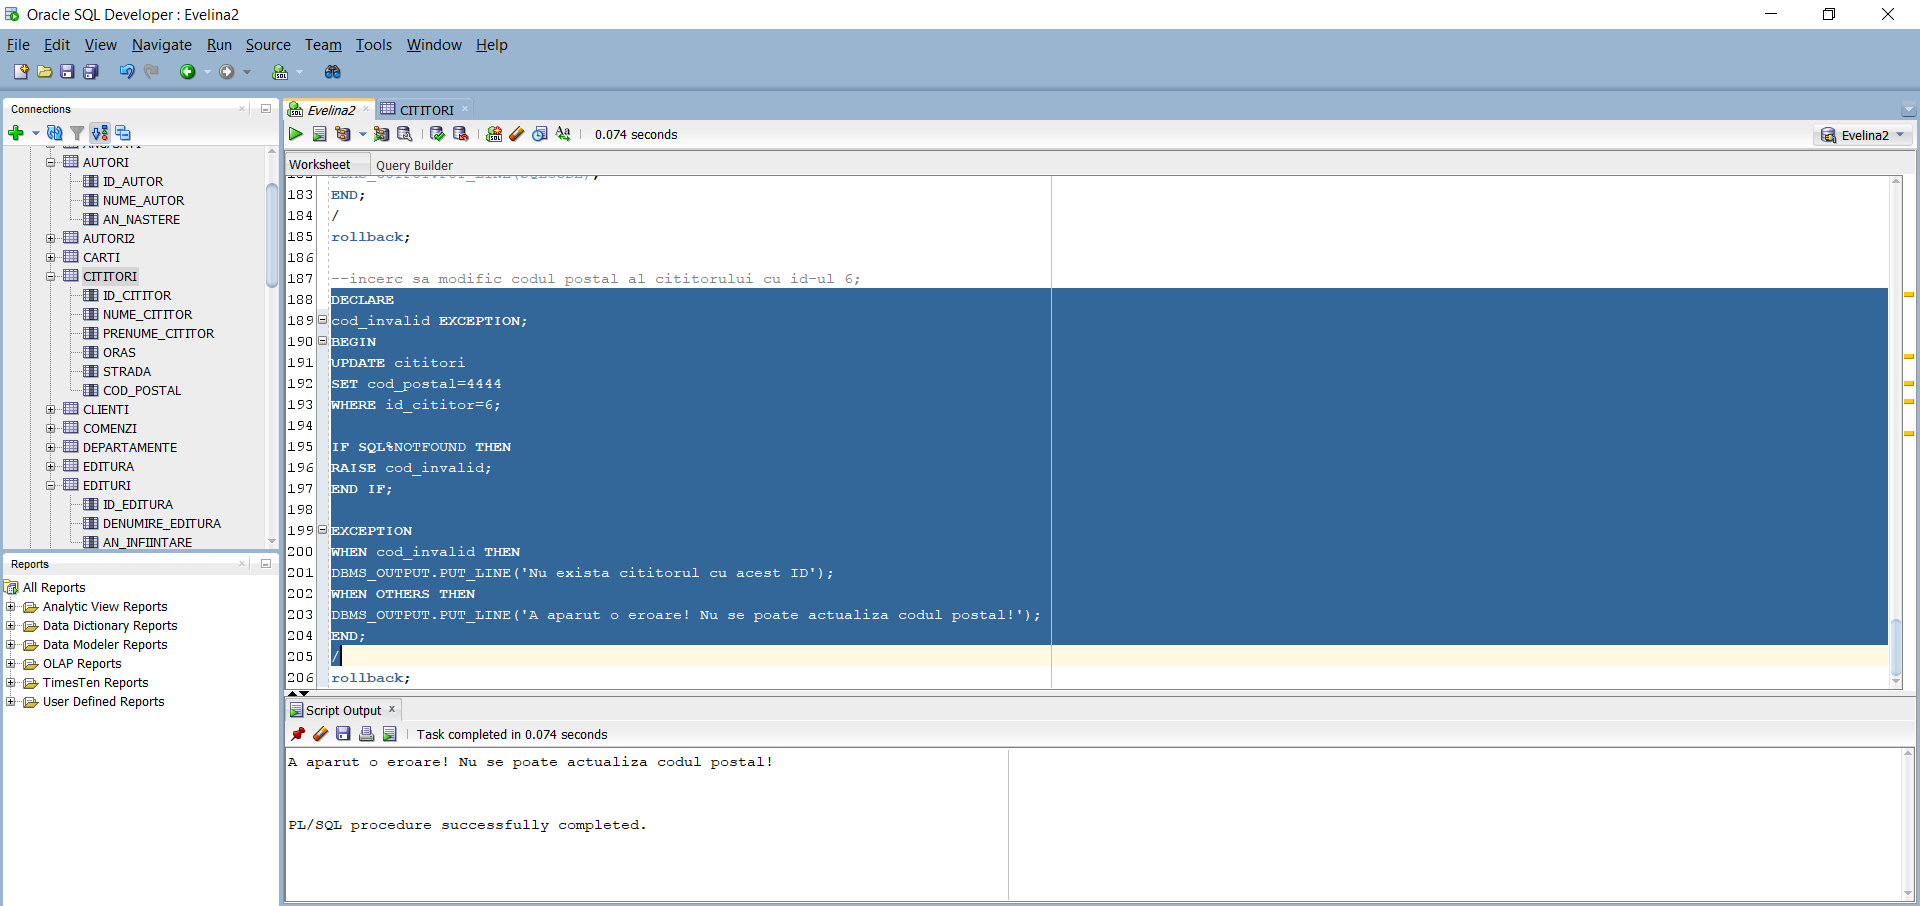 Oracle SQL Developer : Evelina2
File Edit View Navigate Run Source Team Tools Window Help
Connections
AUTORI
ID_AUTOR
NUME_AUTOR
AN_NASTERE
AUTORI2
CARTI
CITITORI
ID_CITITOR
NUME_CITITOR
PRENUME_CITITOR
ORAS
STRADA
COD_POSTAL
CLIENTI
COMENZI
DEPARTAMENTE
EDITURA
EDITURI
ID_EDITURA
DENUMIRE_EDITURA
AN_INFIINTARE
Reports
All Reports
Analytic View Reports
Data Dictionary Reports
Data Modeler Reports
OLAP Reports
TimesTen Reports
User Defined Reports
Evelina2 CITITORI
0.074 seconds
Evelina2
Worksheet Query Builder
183 END;
184 /
185 rollback;
186
187 --incerc sa modific codul postal al cititorului cu id-ul 6;
188 DECLARE
189 cod_invalid EXCEPTION;
190 BEGIN
191 UPDATE cititori
192 SET cod_postal=4444
193 WHERE id_cititor=6;
194
195 IF SQL%NOTFOUND THEN
196 RAISE cod_invalid;
197 END IF;
198
199 EXCEPTION
200 WHEN cod_invalid THEN
201 DBMS_OUTPUT.PUT_LINE('Nu exista cititorul cu acest ID');
202 WHEN OTHERS THEN
203 DBMS_OUTPUT.PUT_LINE('A aparut o eroare! Nu se poate actualiza codul postal!');
204 END;
205 /
206 rollback;
Script Output x
Task completed in 0.074 seconds
A aparut o eroare! Nu se poate actualiza codul postal!
PL/SQL procedure successfully completed.